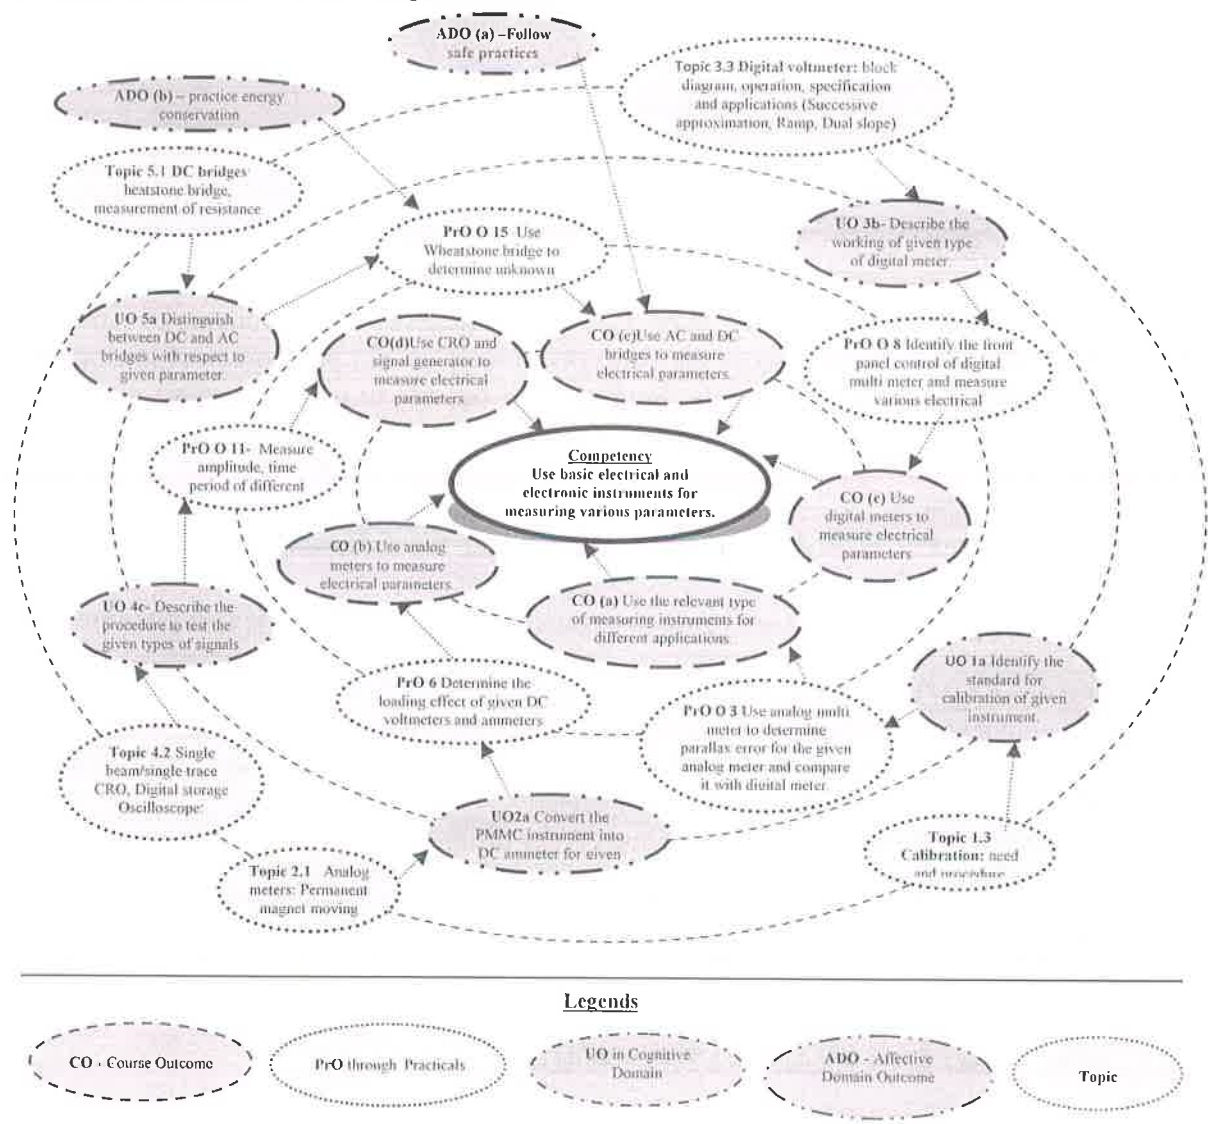 ADO (a) –Follow
safe practices
ADO (b) – practice energy
conservation
Topic 3.3 Digital voltmeter: block
diagram, operation, specification
and applications (Successive
approximation, Ramp, Dual slope)
Topic 5.1 DC bridges
heatstone bridge,
measurement of resistance
PrO O 15 Use
Wheatstone bridge to
determine unknown
UO 3b- Describe the
working of given type
of digital meter.
UO 5a Distinguish
between DC and AC
bridges with respect to
given parameter.
CO(d)Use CRO and
signal generator to
measure electrical
parameters
CO (e)Use AC and DC
bridges to measure
electrical parameters.
PrO O 8 Identify the front
panel control of digital
multi meter and measure
various electrical
PrO O 11- Measure
amplitude, time
period of different
Competency
Use basic electrical and
electronic instruments for
measuring various parameters.
CO (c) Use
digital meters to
measure electrical
parameters
CO (b) Use analog
meters to measure
electrical parameters
CO (a) Use the relevant type
of measuring instruments for
different applications.
UO 4c- Describe the
procedure to test the
given types of signals
UO 1a Identify the
standard for
calibration of given
instrument.
PrO 6 Determine the
loading effect of given DC
voltmeters and ammeters
PrO O 3 Use analog multi
meter to determine
parallax error for the given
analog meter and compare
it with digital meter.
Topic 4.2 Single
beam/single trace
CRO, Digital storage
Oscilloscope:
UO2a Convert the
PMMC instrument into
DC ammeter for given
Topic 1.3
Calibration: need
and procedure
Topic 2.1 Analog
meters: Permanent
magnet moving
Legends
CO - Course Outcome
PrO through Practicals
UO in Cognitive
Domain
ADO - Affective
Domain Outcome
Topic